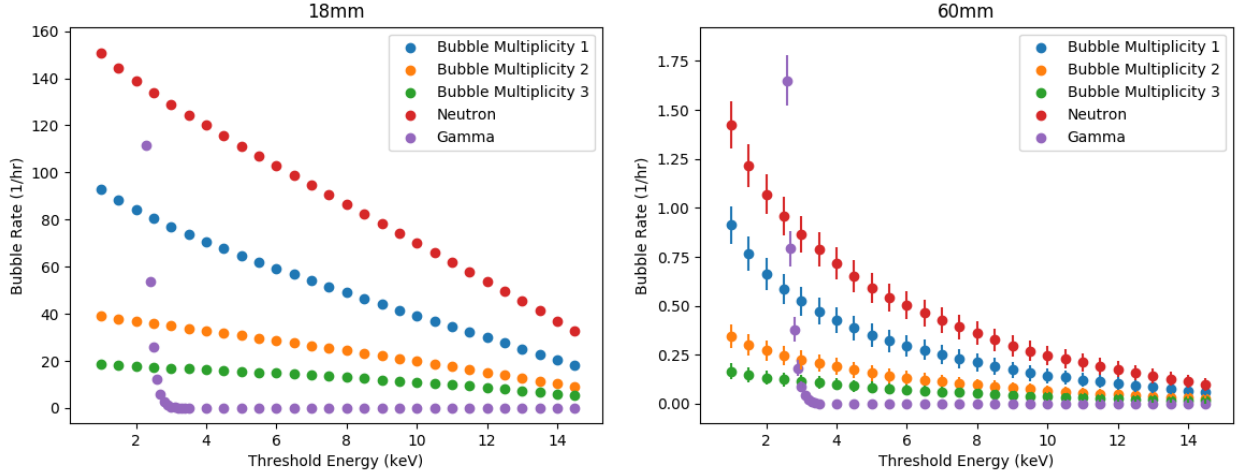 18mm
160
140
120
100
80
60
40
20
0
Bubble Rate (1/hr)
2
4
6
8
10
12
14
Threshold Energy (keV)
Bubble Multiplicity 1
Bubble Multiplicity 2
Bubble Multiplicity 3
Neutron
Gamma
60mm
1.75
1.50
1.25
1.00
0.75
0.50
0.25
0.00
Bubble Rate (1/hr)
2
4
6
8
10
12
14
Threshold Energy (keV)
Bubble Multiplicity 1
Bubble Multiplicity 2
Bubble Multiplicity 3
Neutron
Gamma